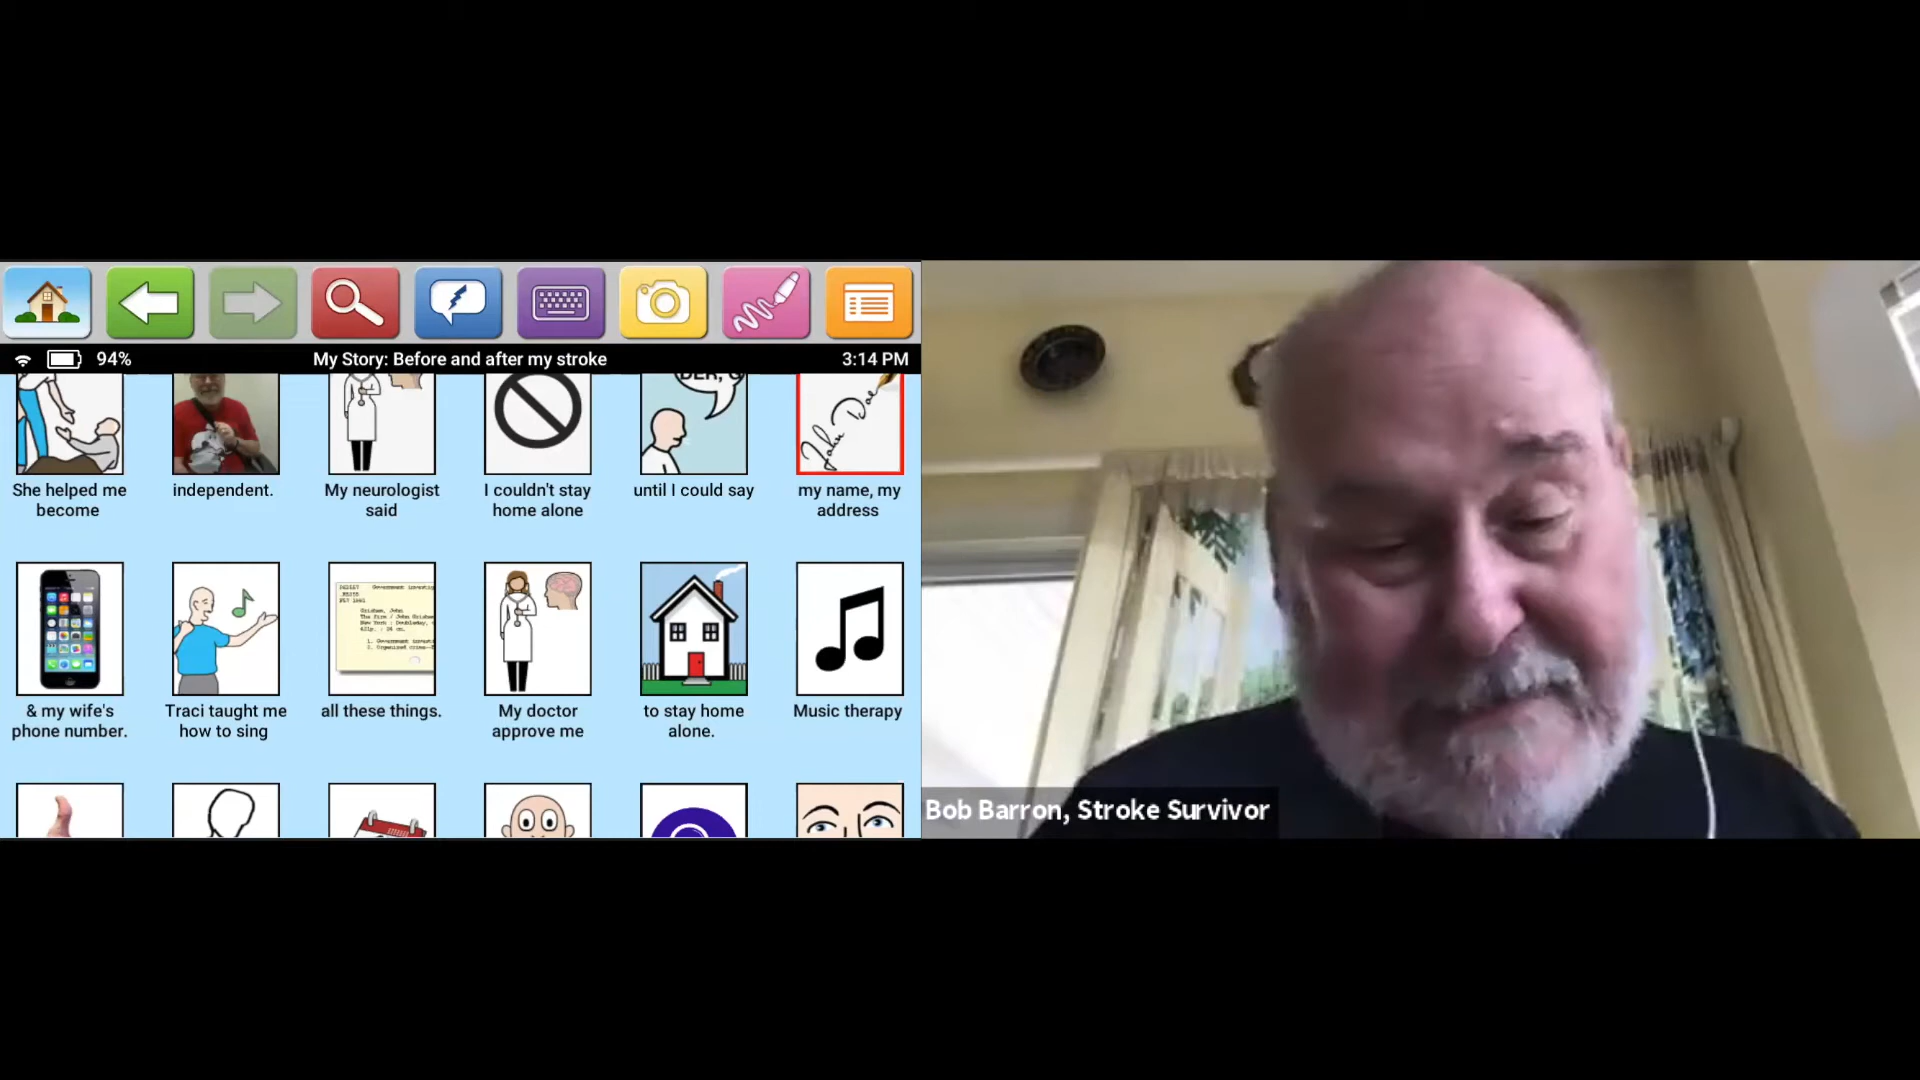 94%
My Story: Before and after my stroke
3:14 PM
John Doe
She helped me
become
independent.
My neurologist
said
I couldn't stay
home alone
until I could say
my name, my
address
& my wife's
phone number.
Traci taught me
how to sing
all these things.
My doctor
approve me
to stay home
alone.
Music therapy
Bob Barron, Stroke Survivor